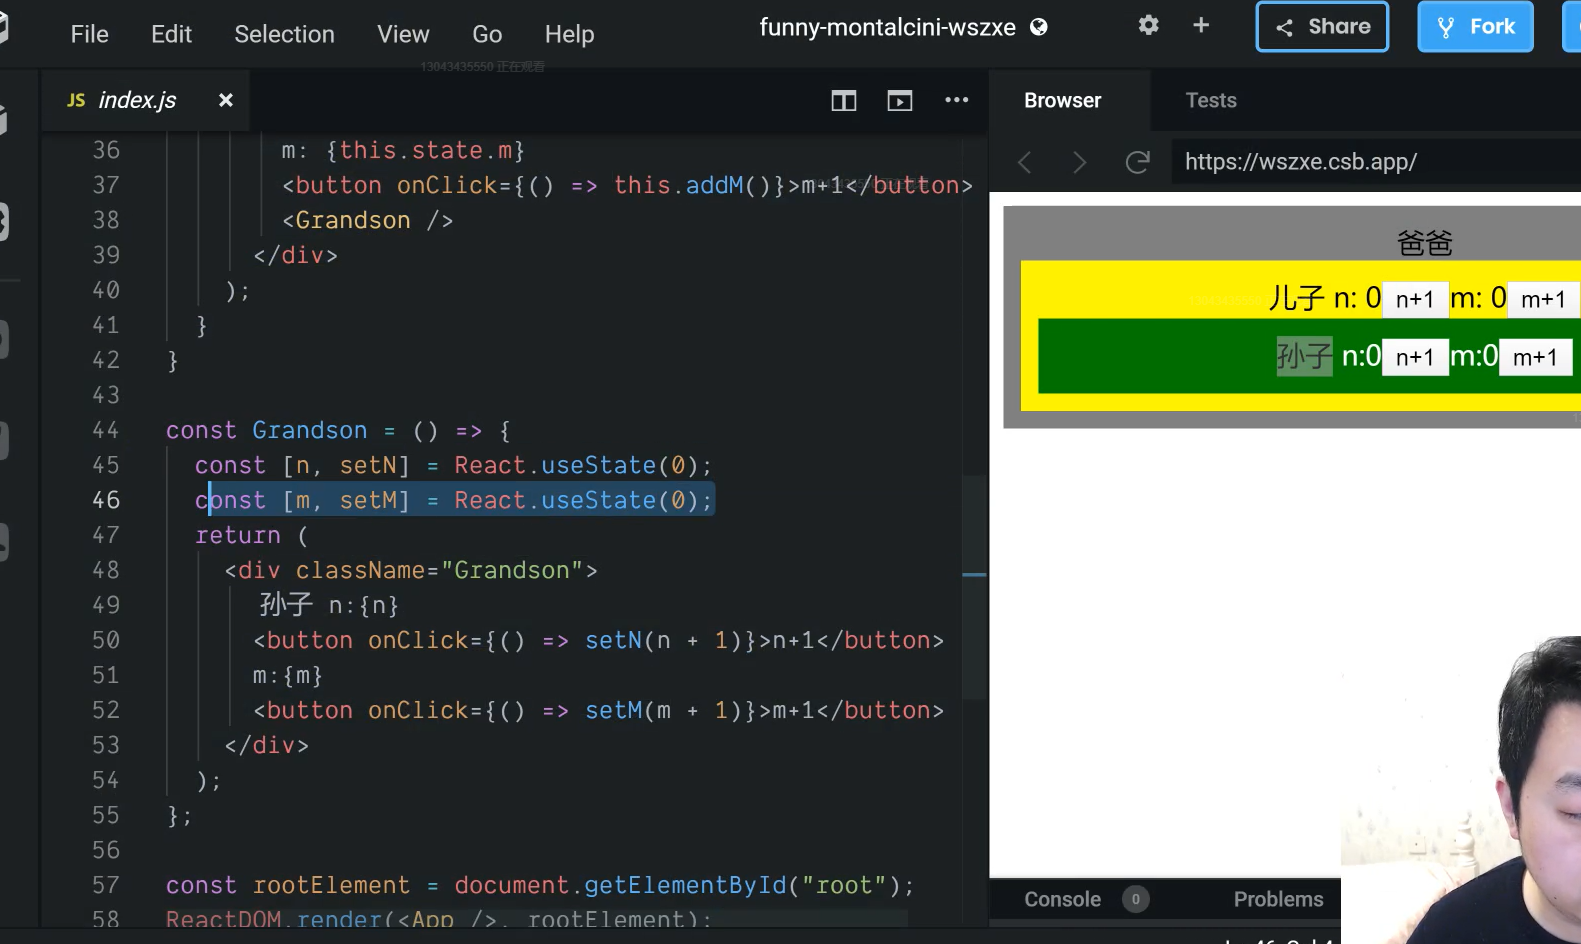 File Edit Selection View Go Help funny-montalcini-wszxe Share Fork
13043435550 正在观看
JS index.js × Browser Tests
https://wszxe.csb.app/
36 m: {this.state.m}
37 <button onClick={() => this.addM()}>m+1</button>
38 <Grandson />
39 </div>
40 );
41 }
42 }
43
44 const Grandson = () => {
45 const [n, setN] = React.useState(0);
46 const [m, setM] = React.useState(0);
47 return (
48 <div className="Grandson">
49 孙子 n:{n}
50 <button onClick={() => setN(n + 1)}>n+1</button>
51 m:{m}
52 <button onClick={() => setM(m + 1)}>m+1</button>
53 </div>
54 );
55 };
56
57 const rootElement = document.getElementById("root");
58 ReactDOM.render(<App />, rootElement);
爸爸
儿子 n: 0 n+1 m: 0 m+1
孙子 n:0 n+1 m:0 m+1
Console 0 Problems